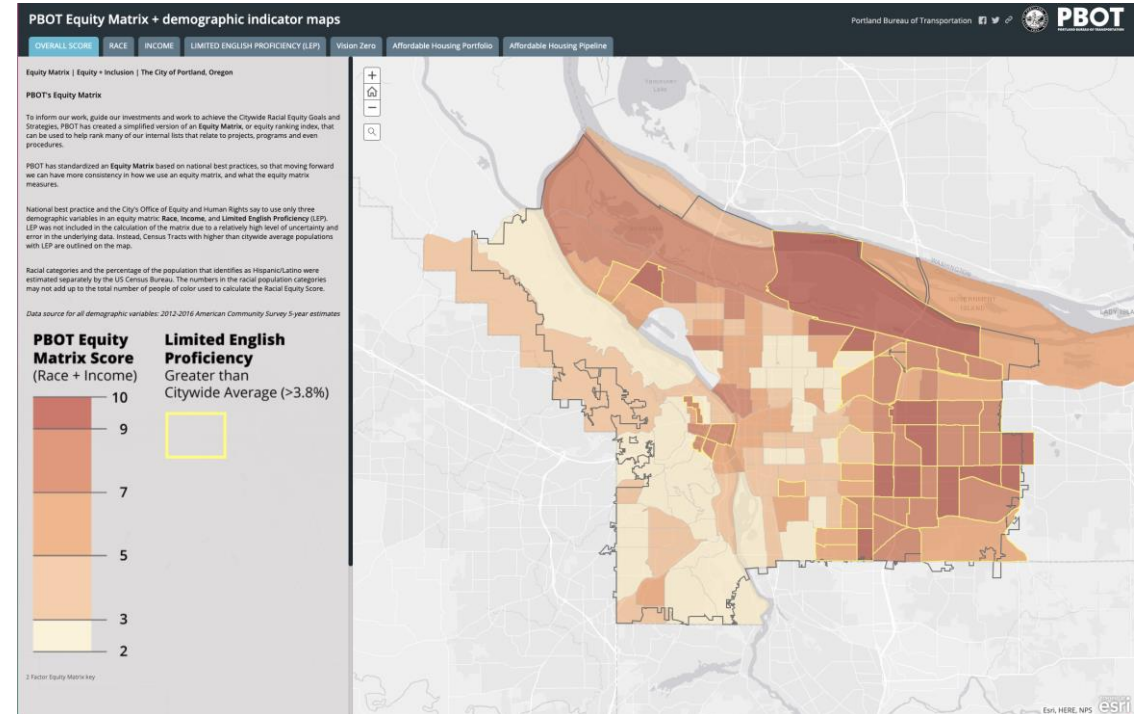 PBOT Equity Matrix + demographic indicator maps
Portland Bureau of Transportation
PBOT
PORTLAND BUREAU OF TRANSPORTATION
OVERALL SCORE
RACE
INCOME
LIMITED ENGLISH PROFICIENCY (LEP)
Vision Zero
Affordable Housing Portfolio
Affordable Housing Pipeline
Equity Matrix | Equity + Inclusion | The City of Portland, Oregon
PBOT's Equity Matrix
To inform our work, guide our investments and work to achieve the Citywide Racial Equity Goals and
Strategies, PBOT has created a simplified version of an Equity Matrix, or equity ranking index, that
can be used to help rank many of our internal lists that relate to projects, programs and even
procedures.
PBOT has standardized an Equity Matrix based on national best practices, so that moving forward
we can have more consistency in how we use an equity matrix, and what the equity matrix
measures.
National best practice and the City's Office of Equity and Human Rights say to use only three
demographic variables in an equity matrix: Race, Income, and Limited English Proficiency (LEP).
LEP was not included in the calculation of the matrix due to a relatively high level of uncertainty and
error in the underlying data. Instead, Census Tracts with higher than citywide average populations
with LEP are outlined on the map.
Racial categories and the percentage of the population that identifies as Hispanic/Latino were
estimated separately by the US Census Bureau. The numbers in the racial population categories
may not add up to the total number of people of color used to calculate the Racial Equity Score.
Data source for all demographic variables: 2012-2016 American Community Survey 5-year estimates
PBOT Equity
Matrix Score
(Race + Income)
10
9
7
5
3
2
Limited English
Proficiency
Greater than
Citywide Average (>3.8%)
2 Factor Equity Matrix key
+
−
Vancouver
Lake
WASHINGTON
GOVERNMENT
ISLAND
LADY ISLA
Esri, HERE, NPS
esri